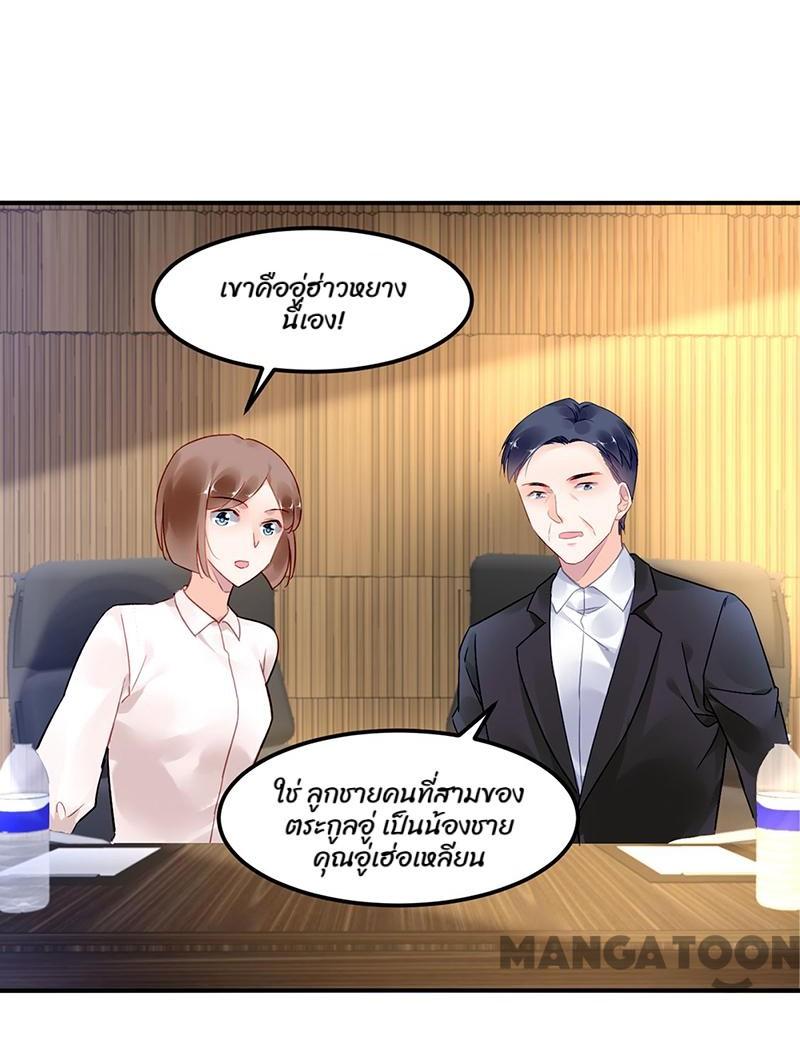 เขาคืออู่ฮ่าวหยาง
นี่เอง!
ใช่ ลูกชายคนที่สามของ
ตระกูลอู่ เป็นน้องชาย
คุณอู่เฮ่อเหลียน
MANGATOON